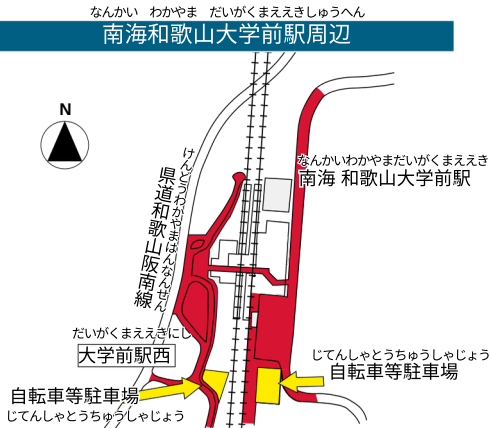 なんかい わかやま だいがくまええきしゅうへん
南海和歌山大学前駅周辺
N
けんどうわかやまはんなんせん
県道和歌山阪南線
なんかいわかやまだいがくまええき
南海 和歌山大学前駅
だいがくまええきにし
大学前駅西
じてんしゃとうちゅうしゃじょう
自転車等駐車場
自転車等駐車場
じてんしゃとうちゅうしゃじょう